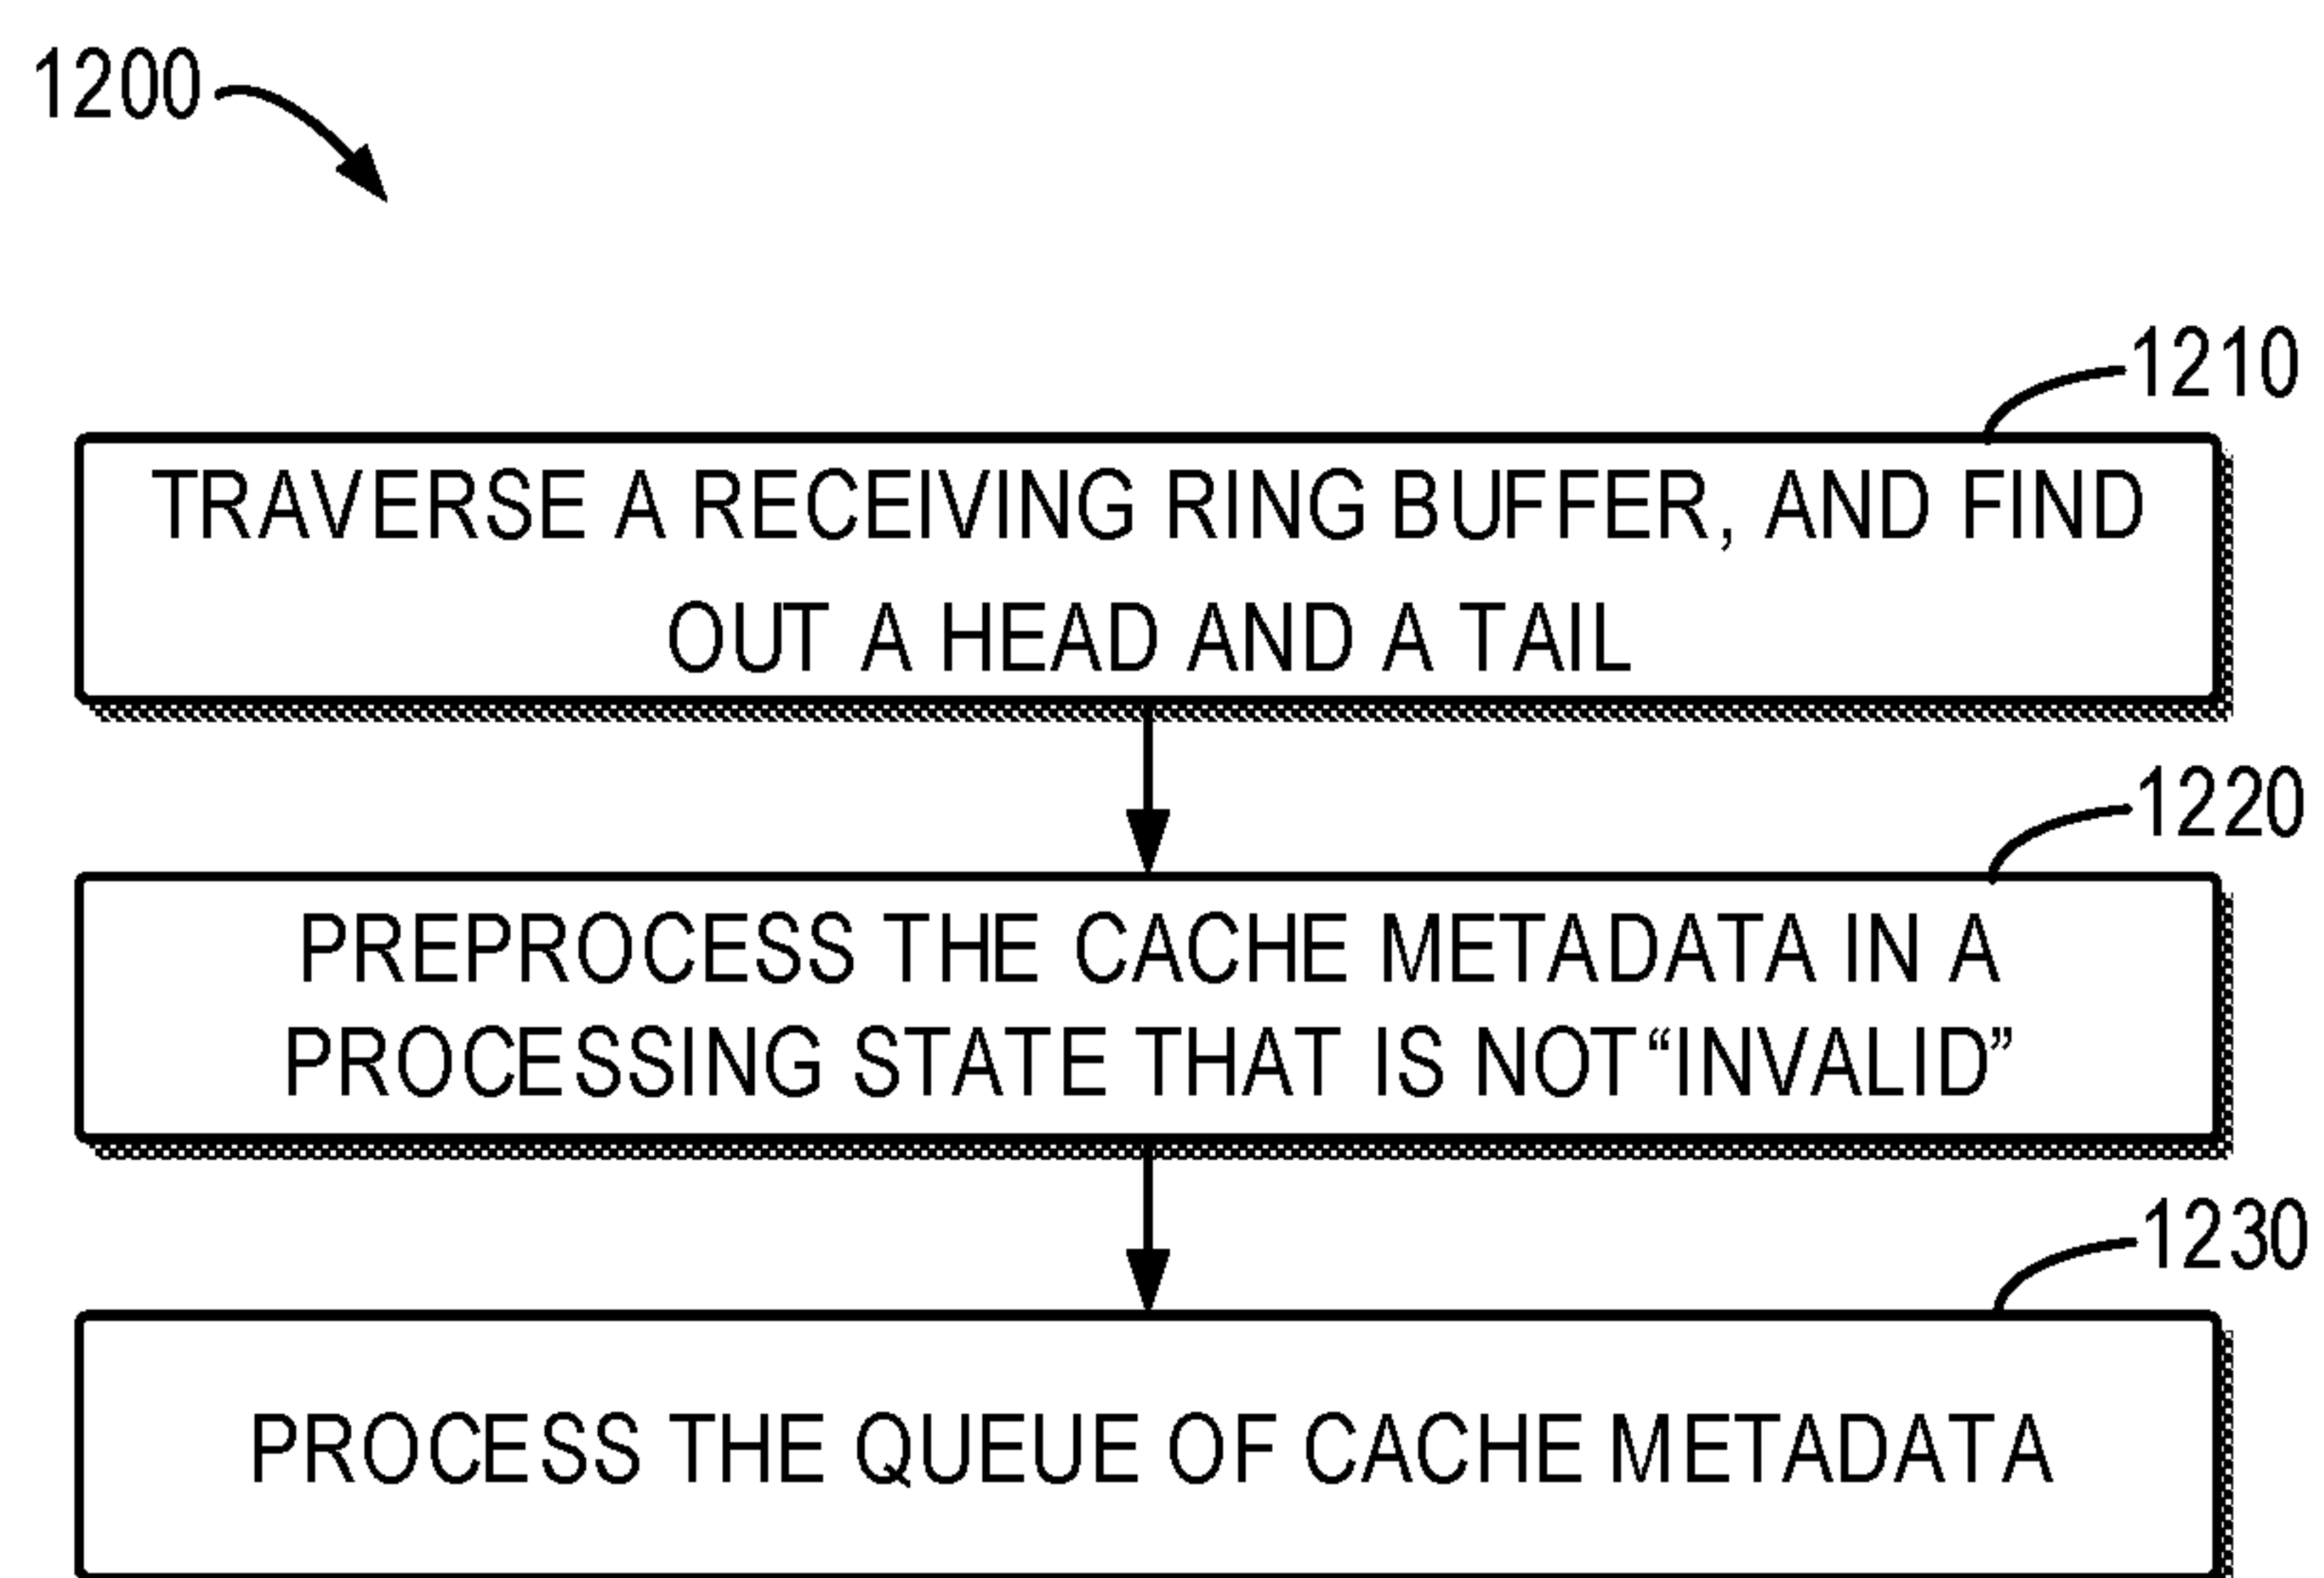 1200
1210
TRAVERSE A RECEIVING RING BUFFER, AND FIND
OUT A HEAD AND A TAIL
1220
PREPROCESS THE CACHE METADATA IN A
PROCESSING STATE THAT IS NOT “INVALID”
1230
PROCESS THE QUEUE OF CACHE METADATA